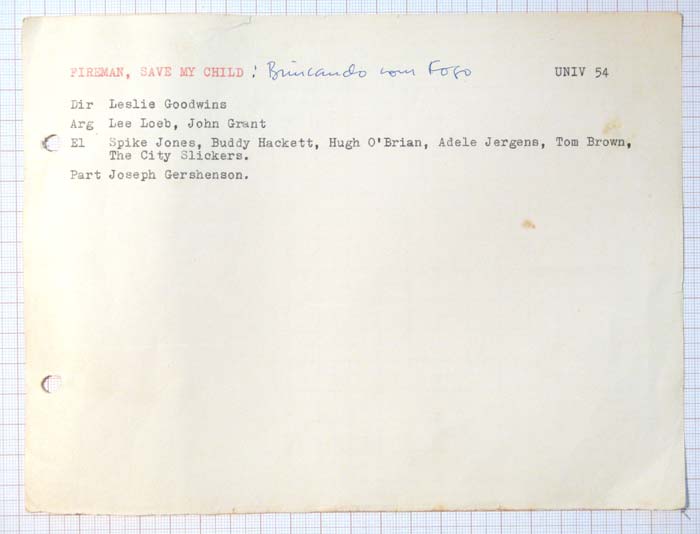 FIREMAN, SAVE MY CHILD : Brincando com Fogo UNIV 54
Dir Leslie Goodwins
Arg Lee Loeb, John Grant
El Spike Jones, Buddy Hackett, Hugh O'Brian, Adele Jergens, Tom Brown,
The City Slickers.
Part Joseph Gershenson.